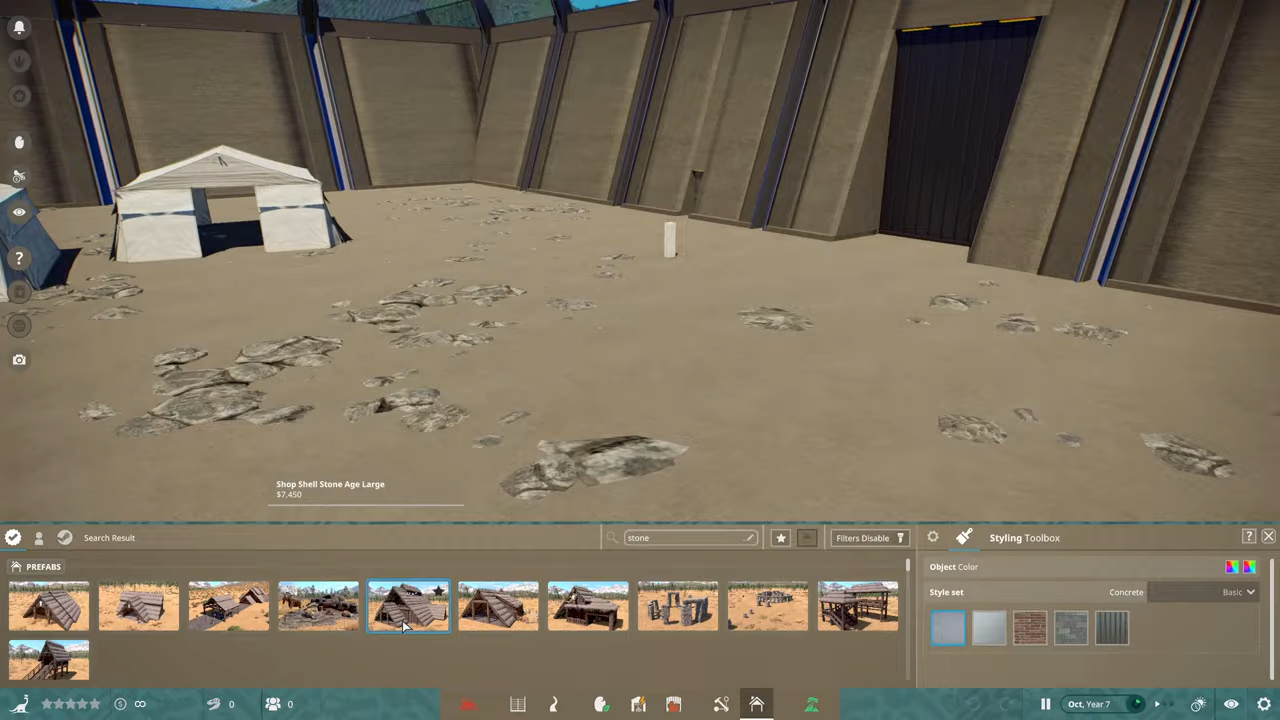 Shop Shell Stone Age Large
$7,450
Search Result
stone
Filters Disable
Styling Toolbox
?
PREFABS
Object Color
Style set
Concrete
Basic
?
∞
0
0
Oct, Year 7